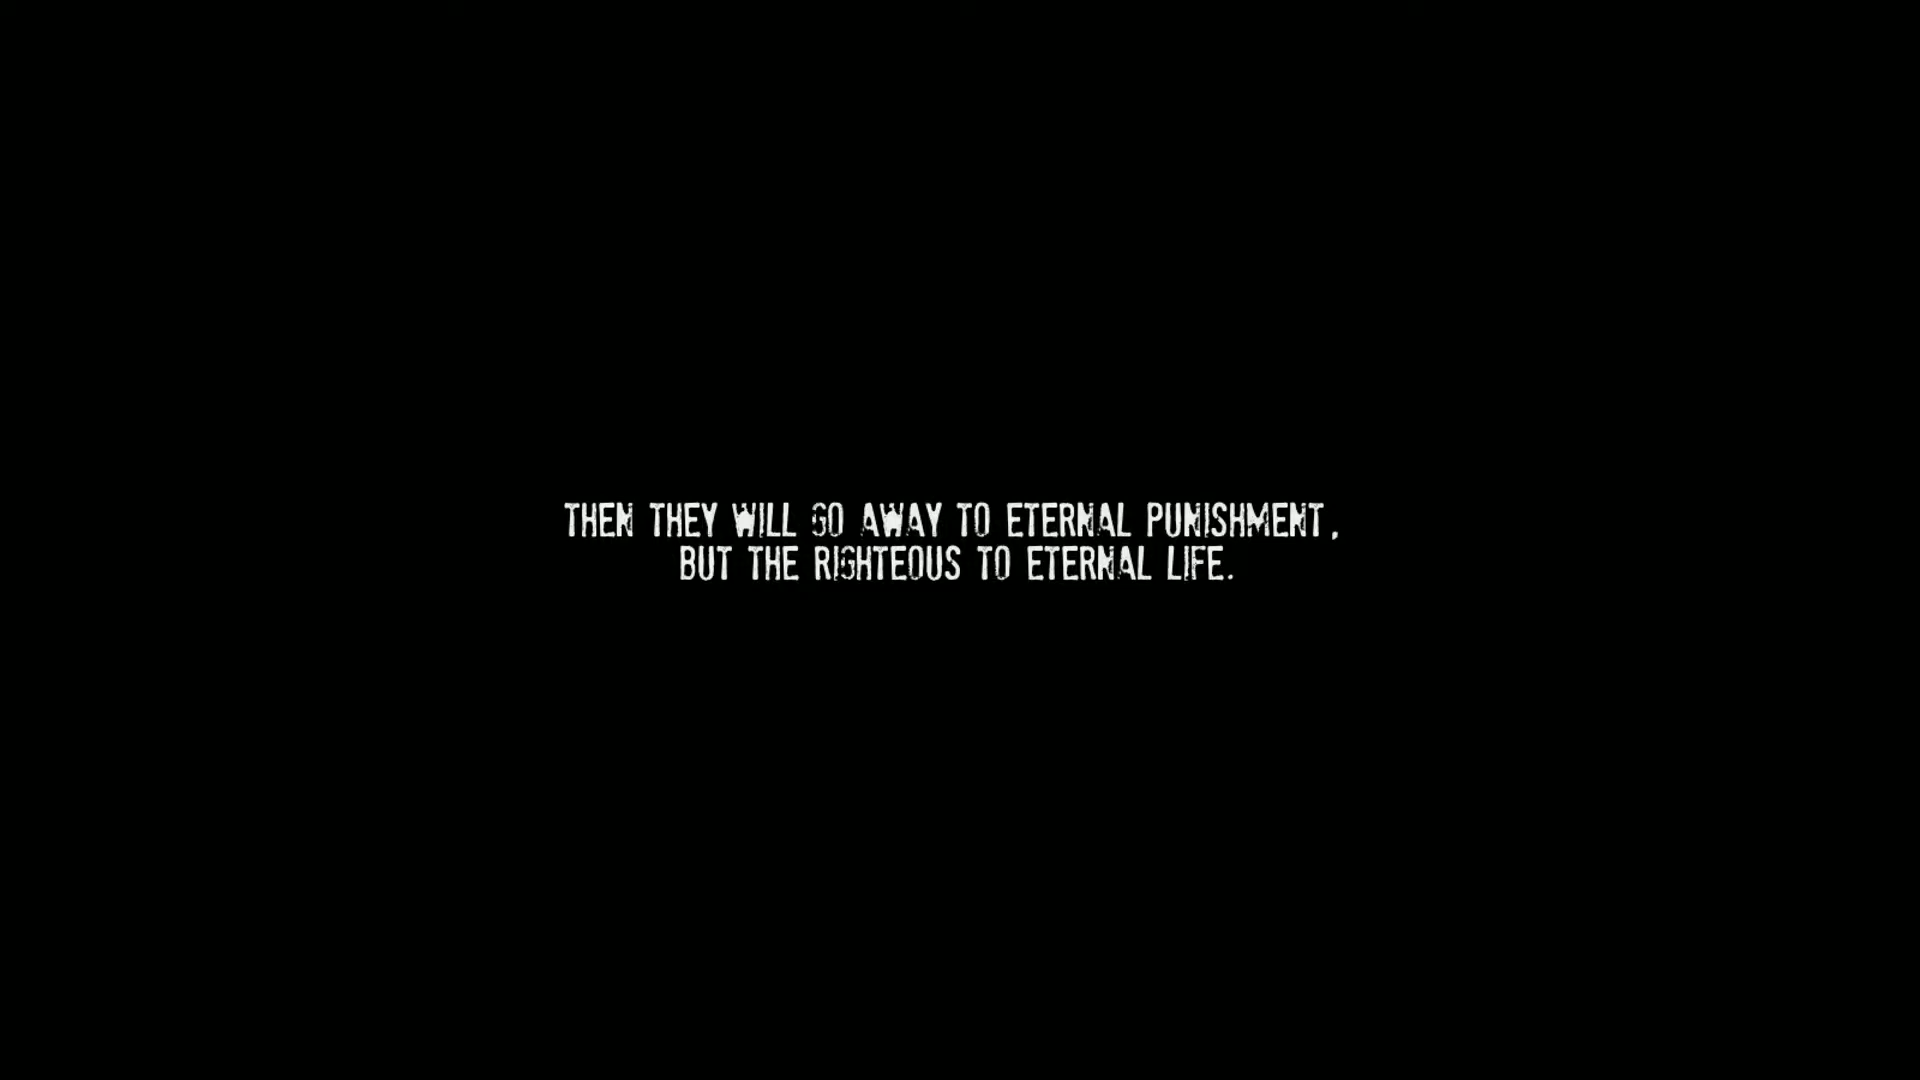 THEN THEY WILL GO AWAY TO ETERNAL PUNISHMENT,
BUT THE RIGHTEOUS TO ETERNAL LIFE.